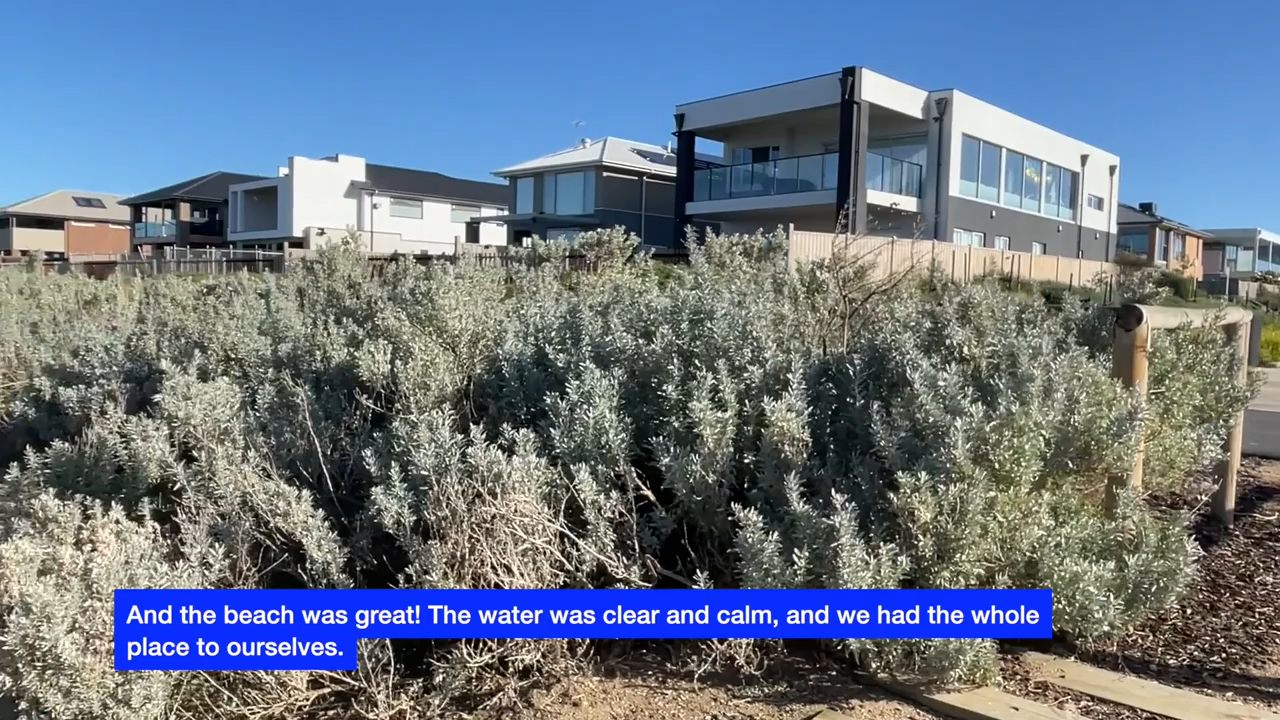 And the beach was great! The water was clear and calm, and we had the whole
place to ourselves.